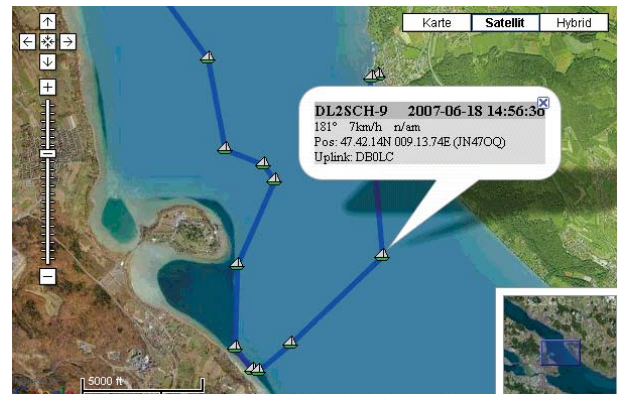 Karte Satellit Hybrid
DL2SCH-9 2007-06-18 14:56:36
181° 7km/h n/am
Pos: 47.42.14N 009.13.74E (JN47OQ)
Uplink: DB0LC
5000 ft